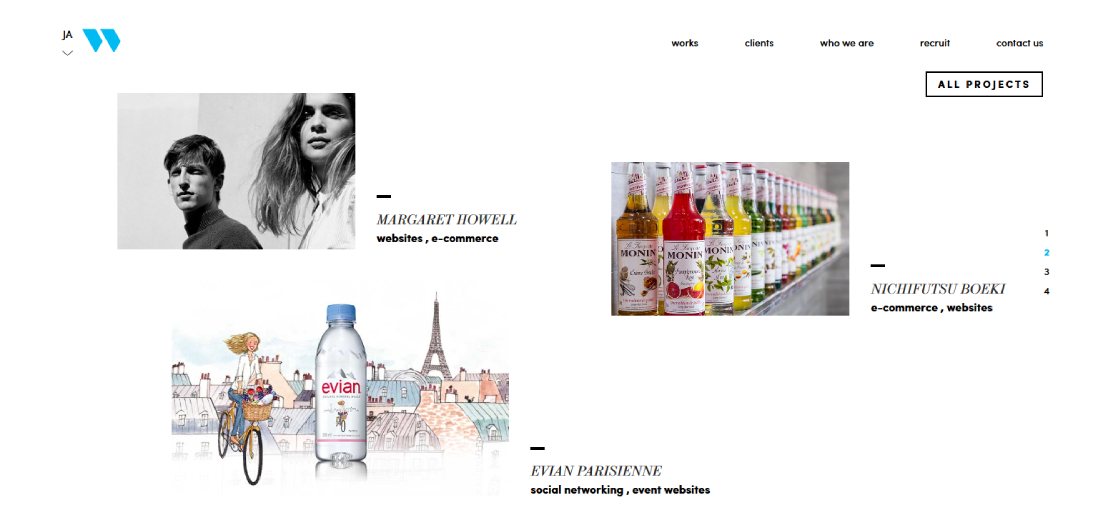 JA
works
clients
who we are
recruit
contact us
ALL PROJECTS
MARGARET HOWELL
websites , e-commerce
MONIN
MONIN
MONIN
1
2
3
4
NICHIFUTSU BOEKI
e-commerce , websites
evian
EVIAN PARISIENNE
social networking , event websites